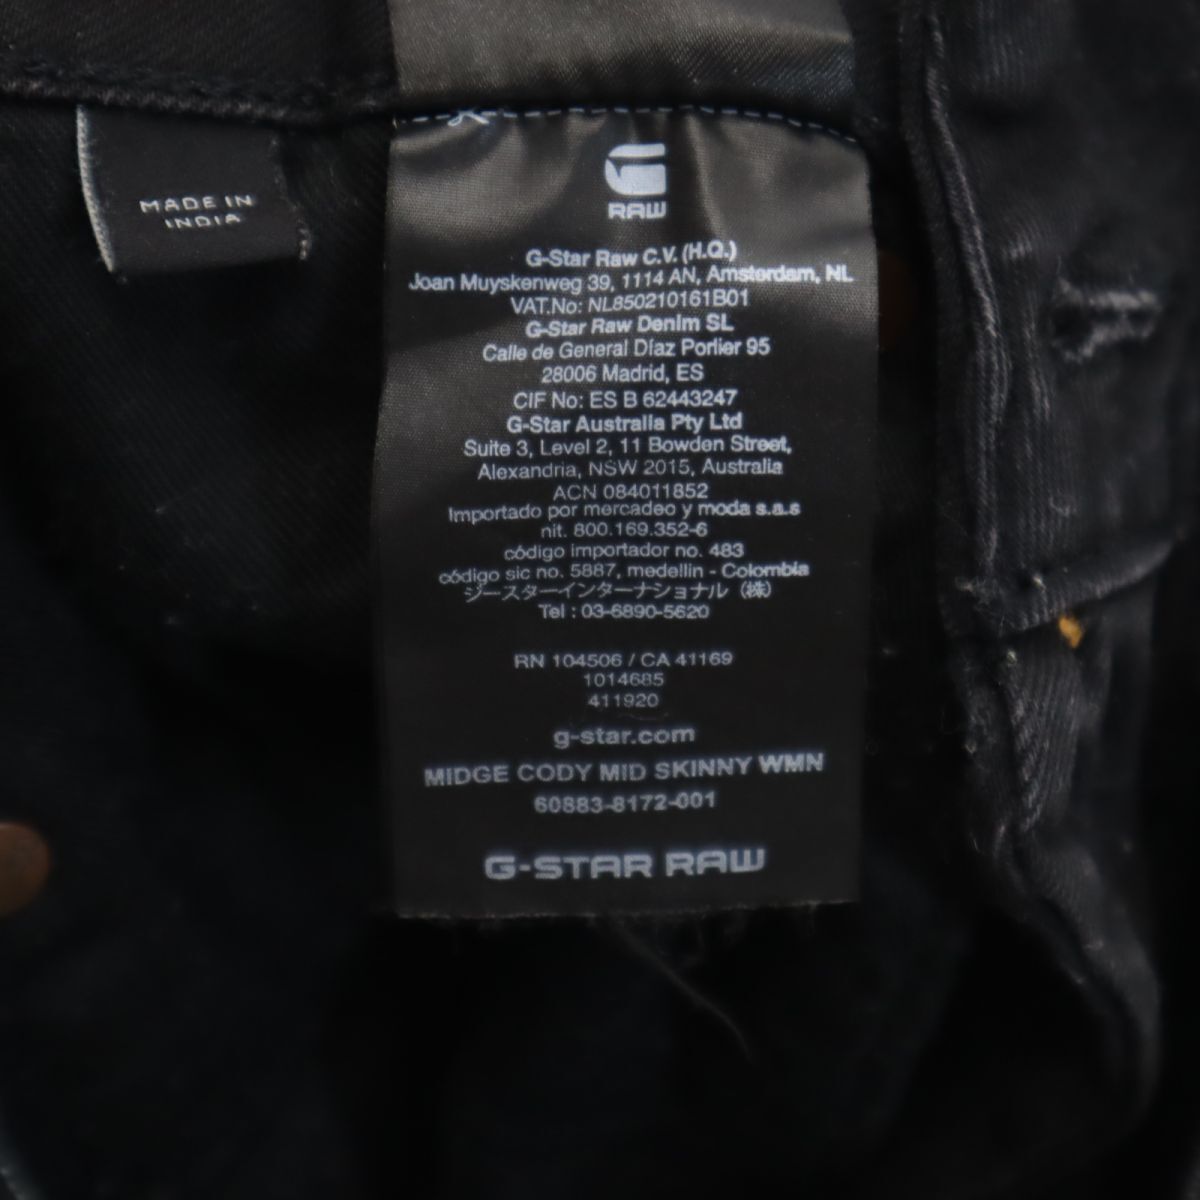 MADE IN
INDIA
RAW
G-Star Raw C.V. (H.Q.)
Joan Muyskenweg 39, 1114 AN, Amsterdam, NL
VAT.No: NL850210161B01
G-Star Raw Denim SL
Calle de General Díaz Porlier 95
28006 Madrid, ES
CIF No: ES B 62443247
G-Star Australia Pty Ltd
Suite 3, Level 2, 11 Bowden Street,
Alexandria, NSW 2015, Australia
ACN 084011852
Importado por mercadeo y moda s.a.s
nit. 800.169.352-6
código importador no. 483
código sic no. 5887, medellin - Colombia
ジースターインターナショナル（株）
Tel : 03-6890-5620
RN 104506 / CA 41169
1014685
411920
g-star.com
MIDGE CODY MID SKINNY WMN
60883-8172-001
G-STAR RAW